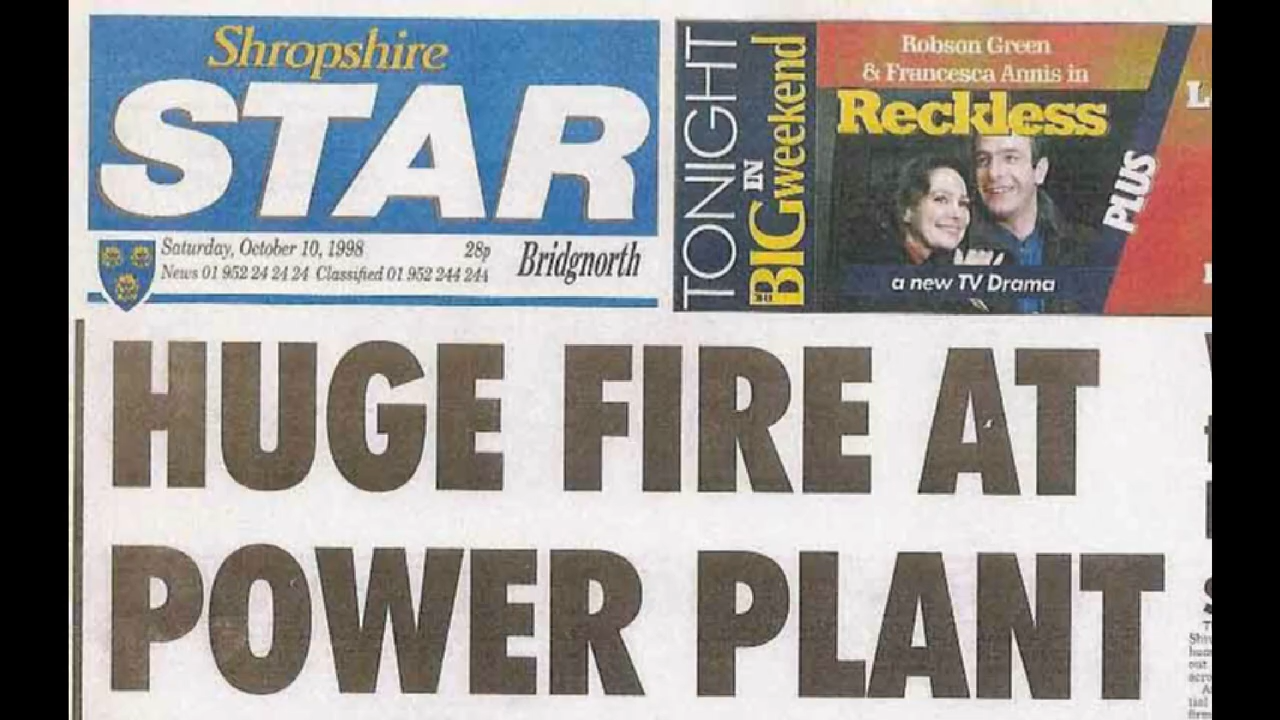 Shropshire
STAR
Saturday, October 10, 1998 28p
News 01 952 24 24 24 Classified 01 952 244 244
Bridgnorth
TONIGHT
IN
BIG weekend
Robson Green
& Francesca Annis in
Reckless
a new TV Drama
PLUS
HUGE FIRE AT
POWER PLANT